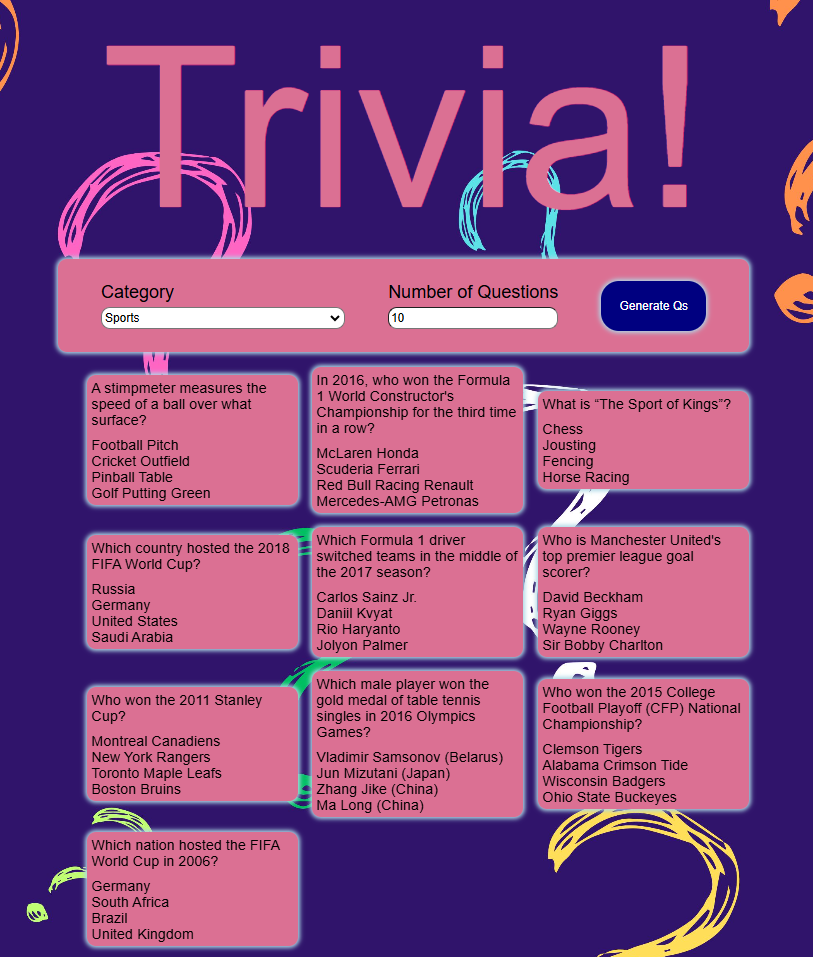 Trivia!
Category
Number of Questions
Sports
10
Generate Qs
A stimpmeter measures the
speed of a ball over what
surface?
Football Pitch
Cricket Outfield
Pinball Table
Golf Putting Green
In 2016, who won the Formula
1 World Constructor's
Championship for the third time
in a row?
McLaren Honda
Scuderia Ferrari
Red Bull Racing Renault
Mercedes-AMG Petronas
What is “The Sport of Kings”?
Chess
Jousting
Fencing
Horse Racing
Which country hosted the 2018
FIFA World Cup?
Russia
Germany
United States
Saudi Arabia
Which Formula 1 driver
switched teams in the middle of
the 2017 season?
Carlos Sainz Jr.
Daniil Kvyat
Rio Haryanto
Jolyon Palmer
Who is Manchester United's
top premier league goal
scorer?
David Beckham
Ryan Giggs
Wayne Rooney
Sir Bobby Charlton
Who won the 2011 Stanley
Cup?
Montreal Canadiens
New York Rangers
Toronto Maple Leafs
Boston Bruins
Which male player won the
gold medal of table tennis
singles in 2016 Olympics
Games?
Vladimir Samsonov (Belarus)
Jun Mizutani (Japan)
Zhang Jike (China)
Ma Long (China)
Who won the 2015 College
Football Playoff (CFP) National
Championship?
Clemson Tigers
Alabama Crimson Tide
Wisconsin Badgers
Ohio State Buckeyes
Which nation hosted the FIFA
World Cup in 2006?
Germany
South Africa
Brazil
United Kingdom